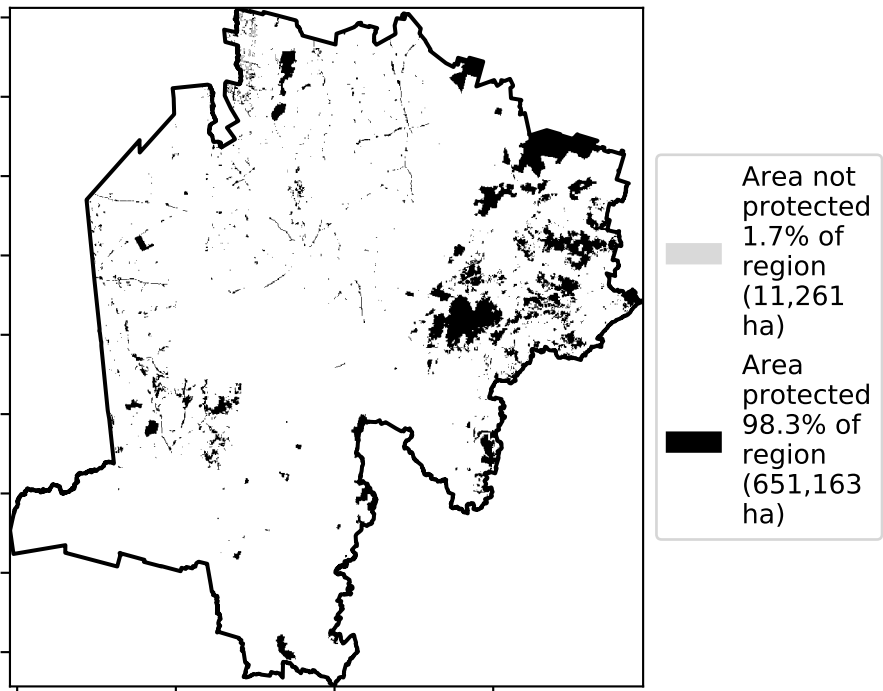 Area not
protected
1.7% of
region
(11,261
ha)
Area
protected
98.3% of
region
(651,163
ha)